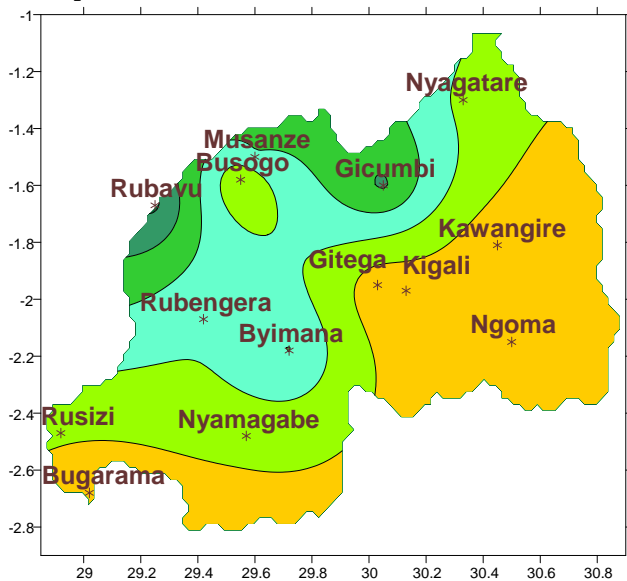 -1
-1.2
-1.4
-1.6
-1.8
-2
-2.2
-2.4
-2.6
-2.8
Nyagatare
Musanze
Busogo
Gicumbi
Rubavu
Kawangire
Gitega
Kigali
Rubengera
Byimana
Ngoma
Rusizi
Nyamagabe
Bugarama
29 29.2 29.4 29.6 29.8 30 30.2 30.4 30.6 30.8